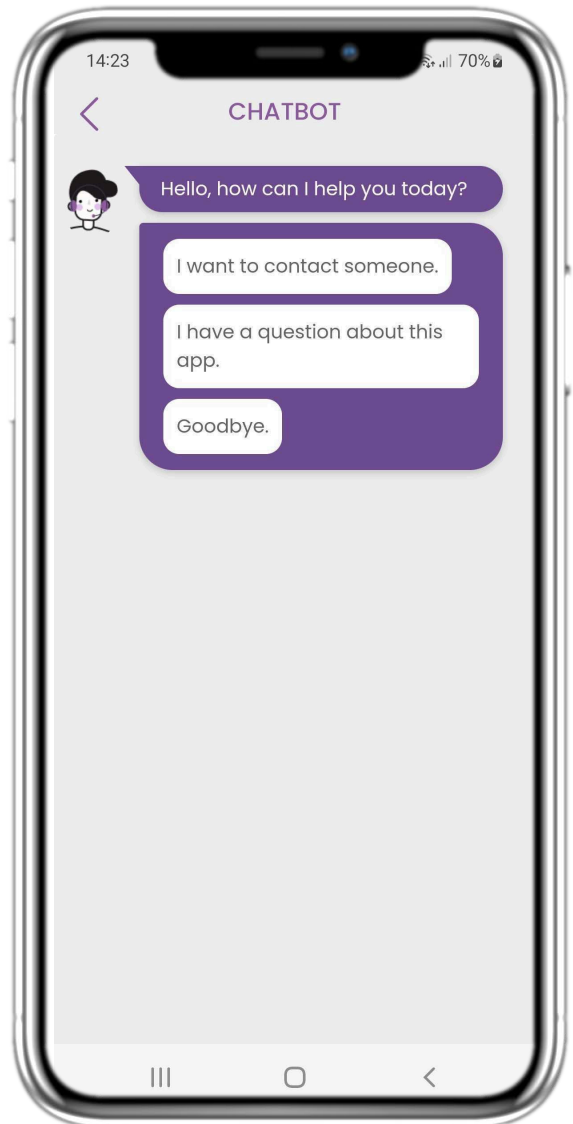 14:23
70%
CHATBOT
Hello, how can I help you today?
I want to contact someone.
I have a question about this
app.
Goodbye.